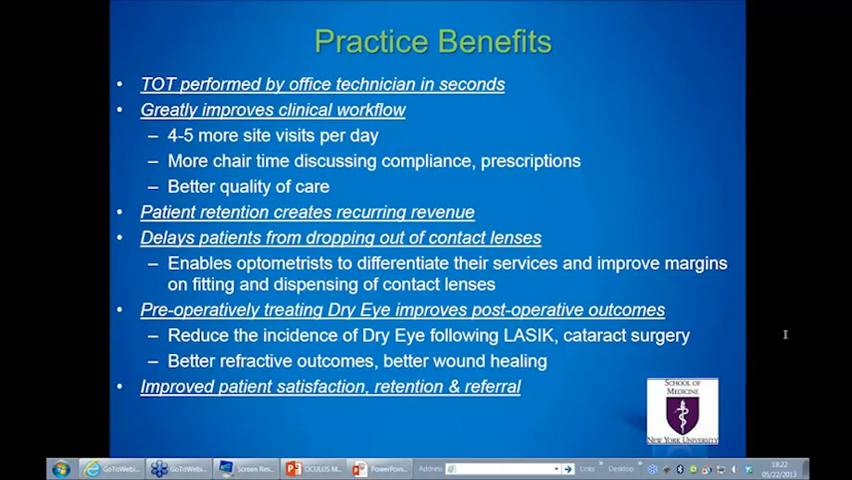 Practice Benefits
• TOT performed by office technician in seconds
• Greatly improves clinical workflow
– 4-5 more site visits per day
– More chair time discussing compliance, prescriptions
– Better quality of care
• Patient retention creates recurring revenue
• Delays patients from dropping out of contact lenses
– Enables optometrists to differentiate their services and improve margins
on fitting and dispensing of contact lenses
• Pre-operatively treating Dry Eye improves post-operative outcomes
– Reduce the incidence of Dry Eye following LASIK, cataract surgery
– Better refractive outcomes, better wound healing
• Improved patient satisfaction, retention & referral
SCHOOL OF
MEDICINE
NEW YORK UNIVERSITY
GoToWebi... GoToWebi... Screen Res... OCULUS M... PowerPoin... Address Links » Desktop » 18:22
05/22/2013